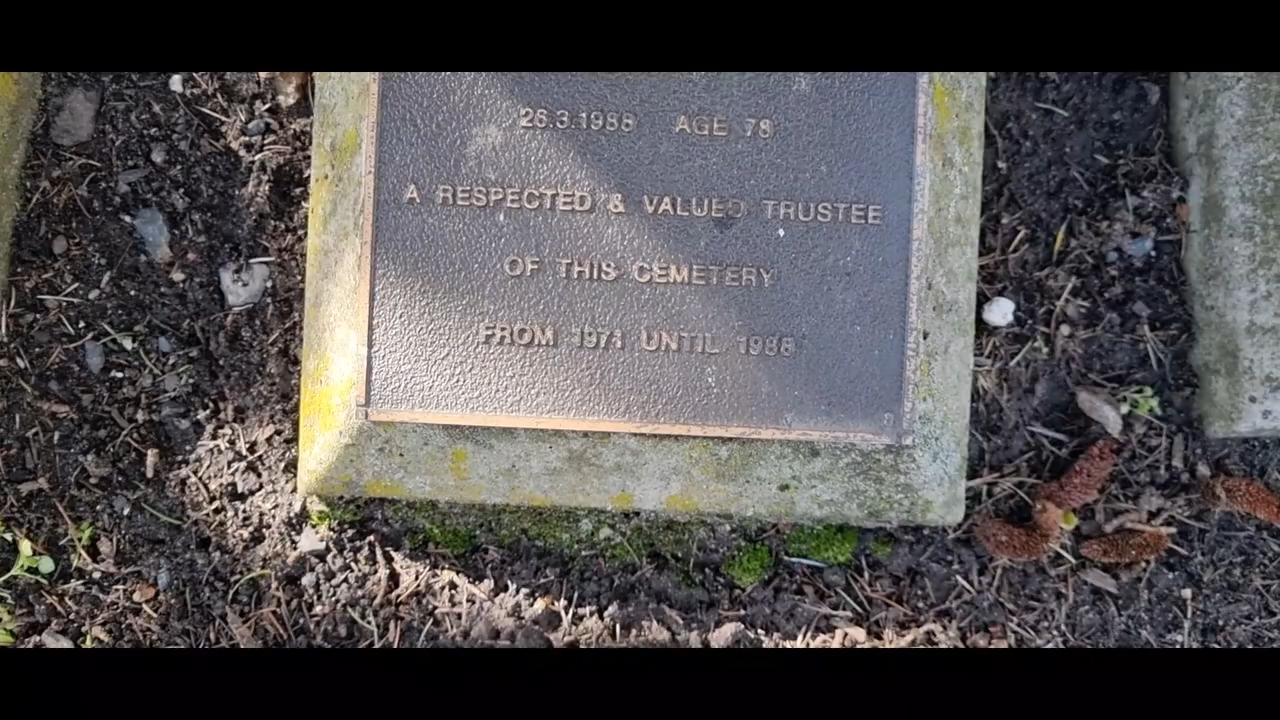 26.3.1988 AGE 78
A RESPECTED & VALUED TRUSTEE
OF THIS CEMETERY
FROM 1971 UNTIL 1988